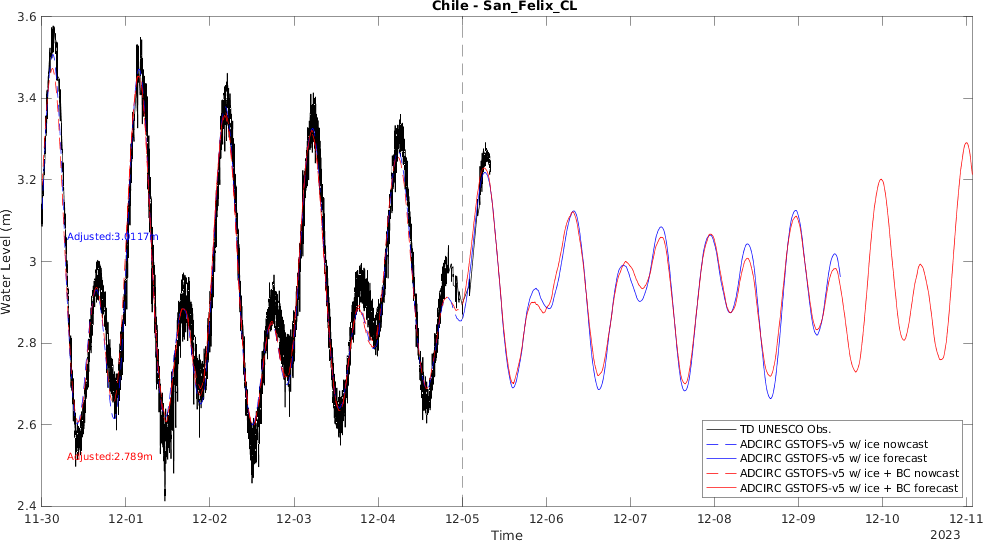 Chile - San_Felix_CL
3.6
3.4
3.2
3
2.8
2.6
2.4
Water Level (m)
Adjusted:3.0117m
Adjusted:2.789m
TD UNESCO Obs.
ADCIRC GSTOFS-v5 w/ ice nowcast
ADCIRC GSTOFS-v5 w/ ice forecast
ADCIRC GSTOFS-v5 w/ ice + BC nowcast
ADCIRC GSTOFS-v5 w/ ice + BC forecast
11-30 12-01 12-02 12-03 12-04 12-05 12-06 12-07 12-08 12-09 12-10 12-11
Time
2023